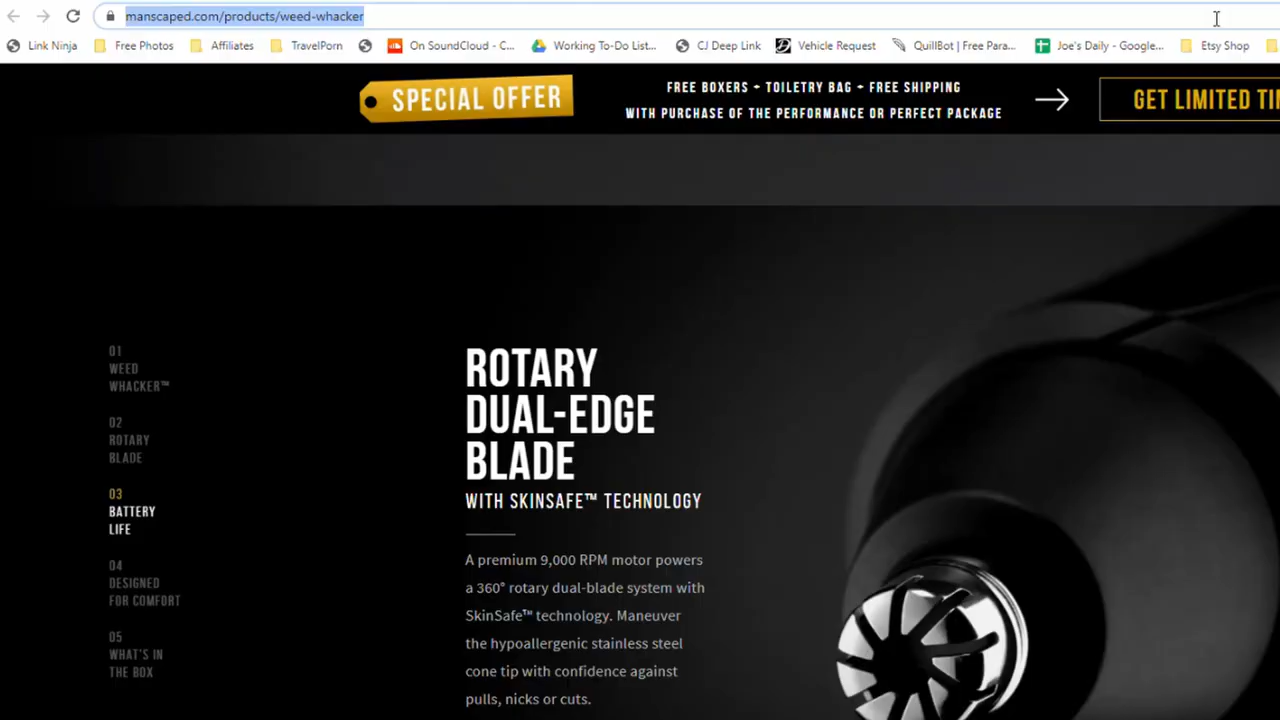 manscaped.com/products/weed-whacker
Link Ninja Free Photos Affiliates TravelPorn On SoundCloud - C... Working To-Do List... CJ Deep Link Vehicle Request QuillBot | Free Para... Joe's Daily - Google... Etsy Shop
SPECIAL OFFER
FREE BOXERS + TOILETRY BAG + FREE SHIPPING
WITH PURCHASE OF THE PERFORMANCE OR PERFECT PACKAGE
GET LIMITED TI
01
WEED
WHACKER™
02
ROTARY
BLADE
03
BATTERY
LIFE
04
DESIGNED
FOR COMFORT
05
WHAT'S IN
THE BOX
ROTARY
DUAL-EDGE
BLADE
WITH SKINSAFE™ TECHNOLOGY
A premium 9,000 RPM motor powers
a 360° rotary dual-blade system with
SkinSafe™ technology. Maneuver
the hypoallergenic stainless steel
cone tip with confidence against
pulls, nicks or cuts.